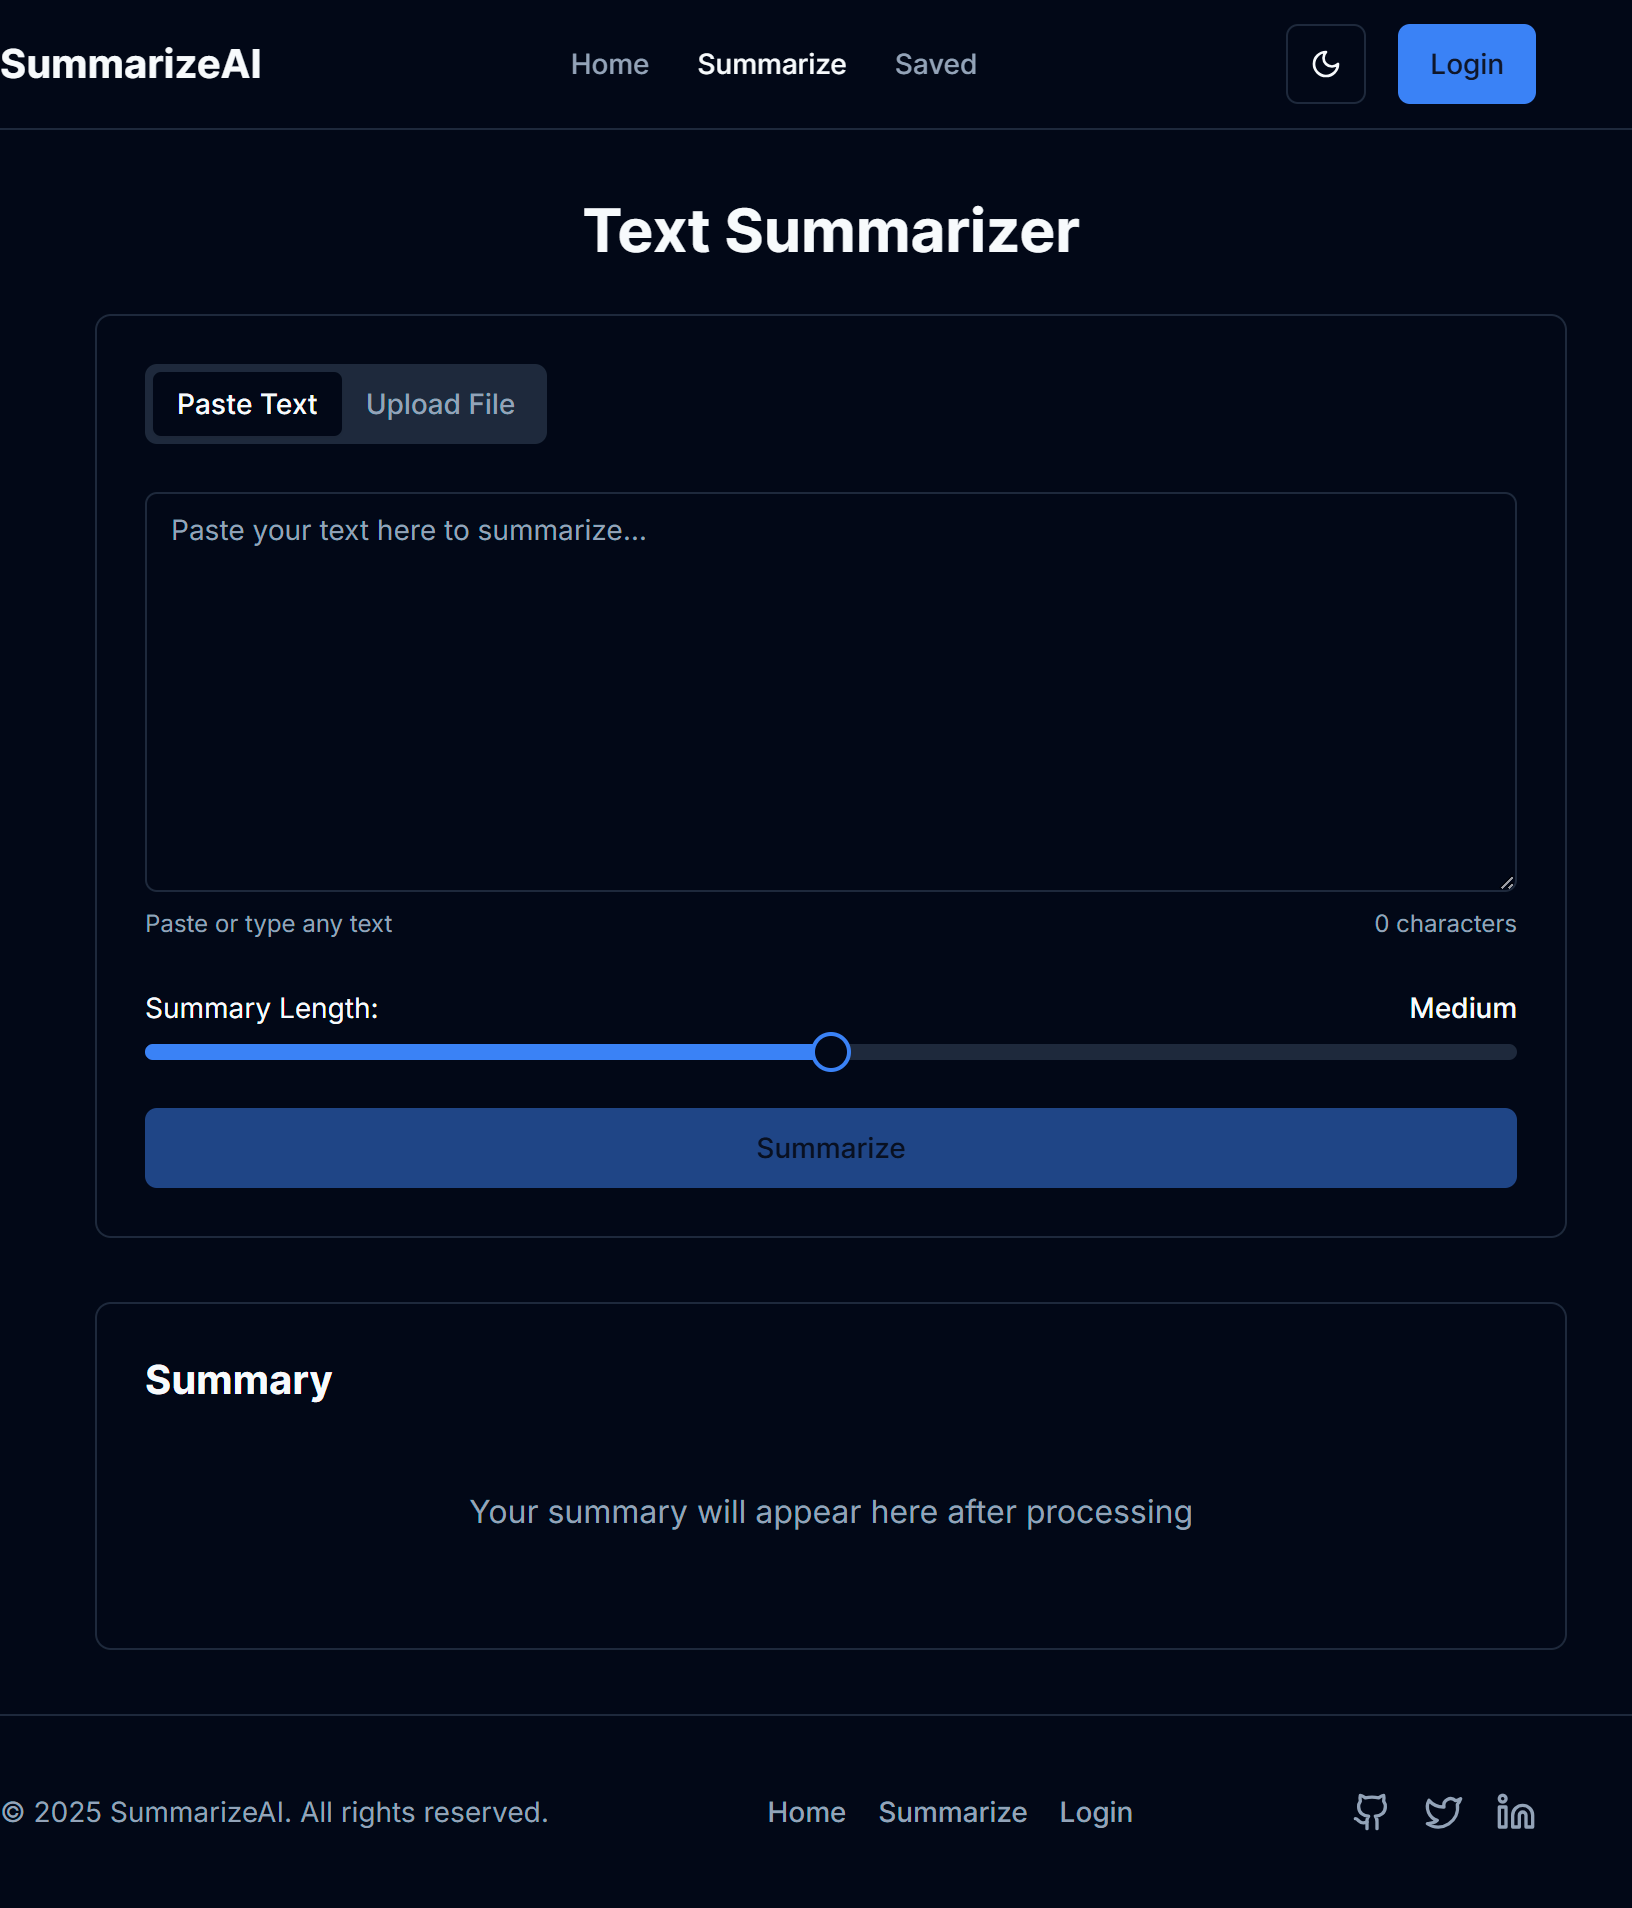 SummarizeAI
Home Summarize Saved
Login
Text Summarizer
Paste Text Upload File
Paste your text here to summarize...
Paste or type any text 0 characters
Summary Length: Medium
Summarize
Summary
Your summary will appear here after processing
© 2025 SummarizeAI. All rights reserved. Home Summarize Login